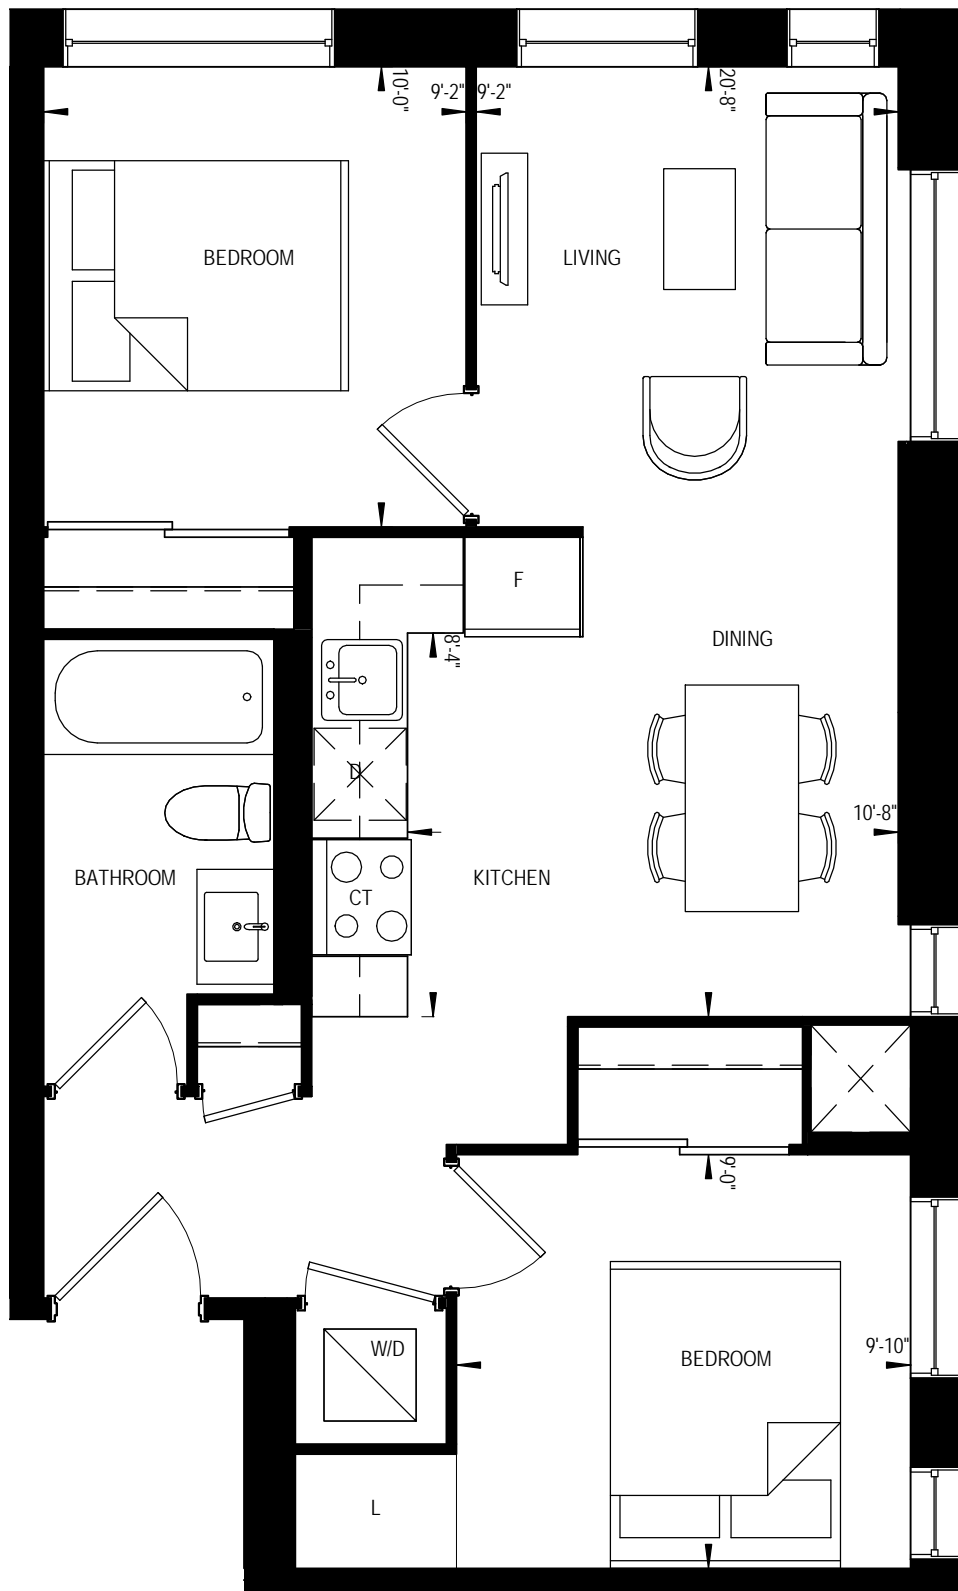 10'-0"
9'-2"
9'-2"
20'-8"
BEDROOM
LIVING
F
8'-4"
DINING
D
10'-8"
BATHROOM
KITCHEN
CT
9'-0"
W/D
BEDROOM
9'-10"
L